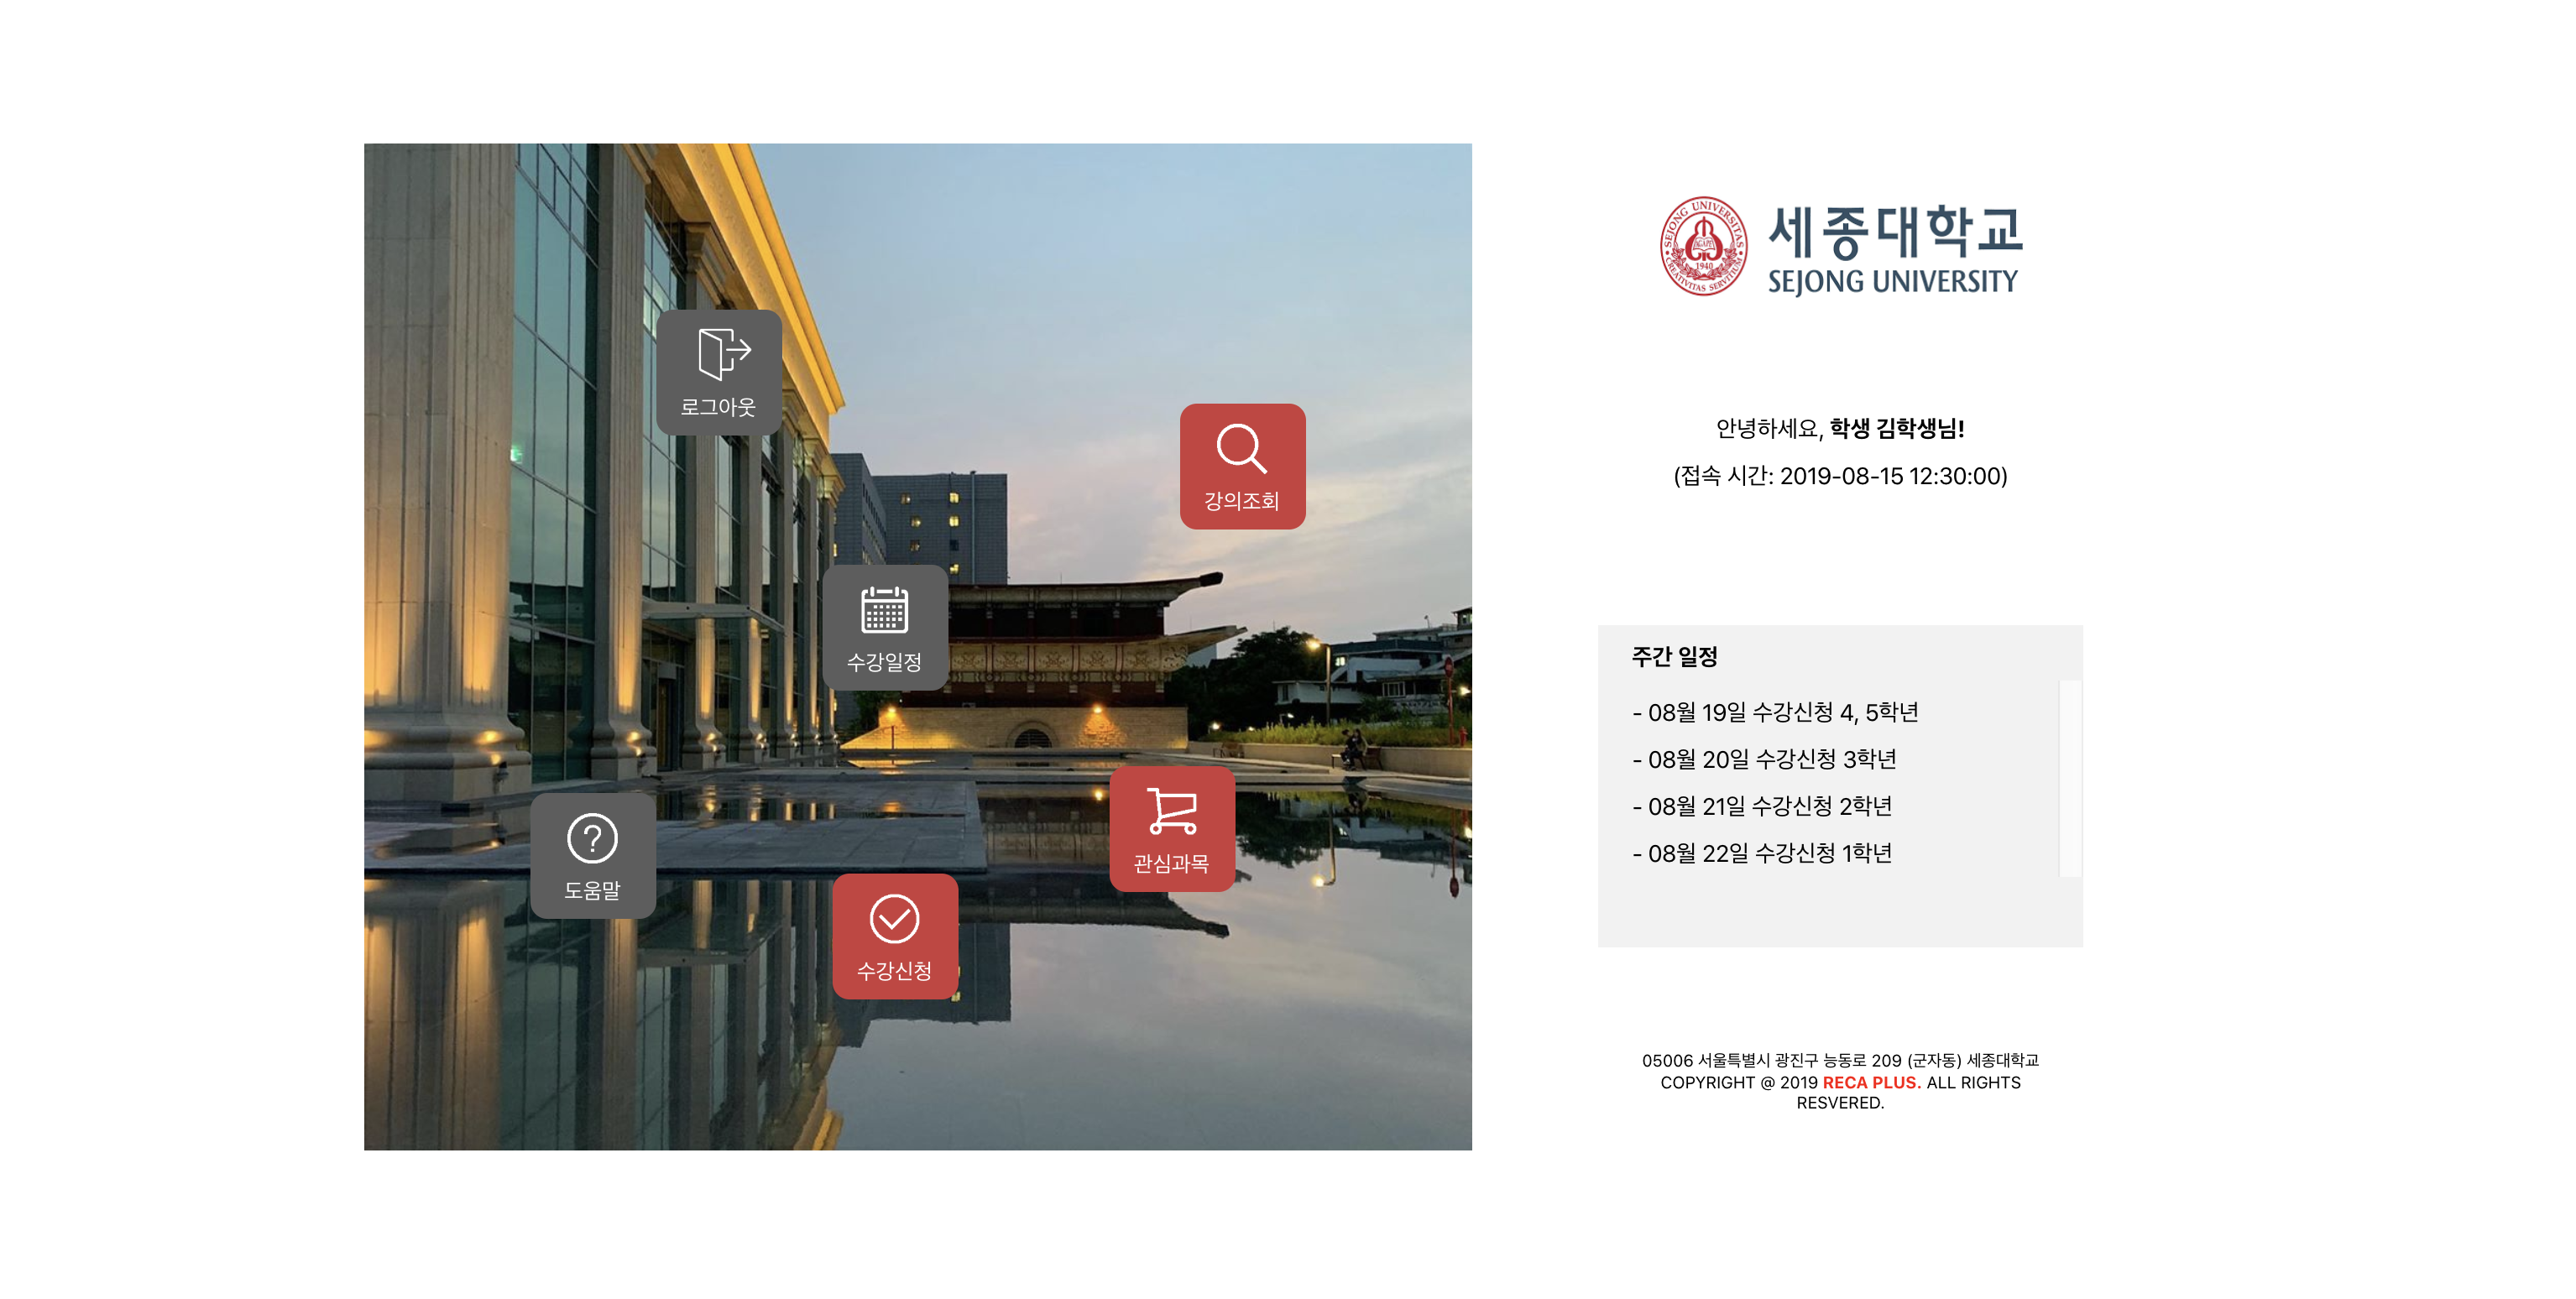 로그아웃
강의조회
수강일정
관심과목
도움말
수강신청
SEJONG UNIVERSITAS
AGAPE
1940
CREATIVITAS SERVITIUM
세종대학교
SEJONG UNIVERSITY
안녕하세요, 학생 김학생님!
(접속 시간: 2019-08-15 12:30:00)
주간 일정
- 08월 19일 수강신청 4, 5학년
- 08월 20일 수강신청 3학년
- 08월 21일 수강신청 2학년
- 08월 22일 수강신청 1학년
05006 서울특별시 광진구 능동로 209 (군자동) 세종대학교
COPYRIGHT @ 2019 RECA PLUS. ALL RIGHTS
RESVERED.